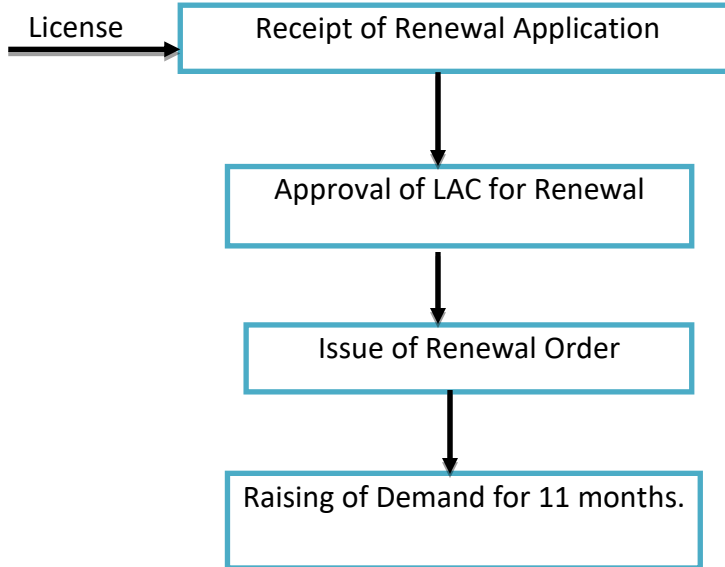 License
Receipt of Renewal Application
Approval of LAC for Renewal
Issue of Renewal Order
Raising of Demand for 11 months.